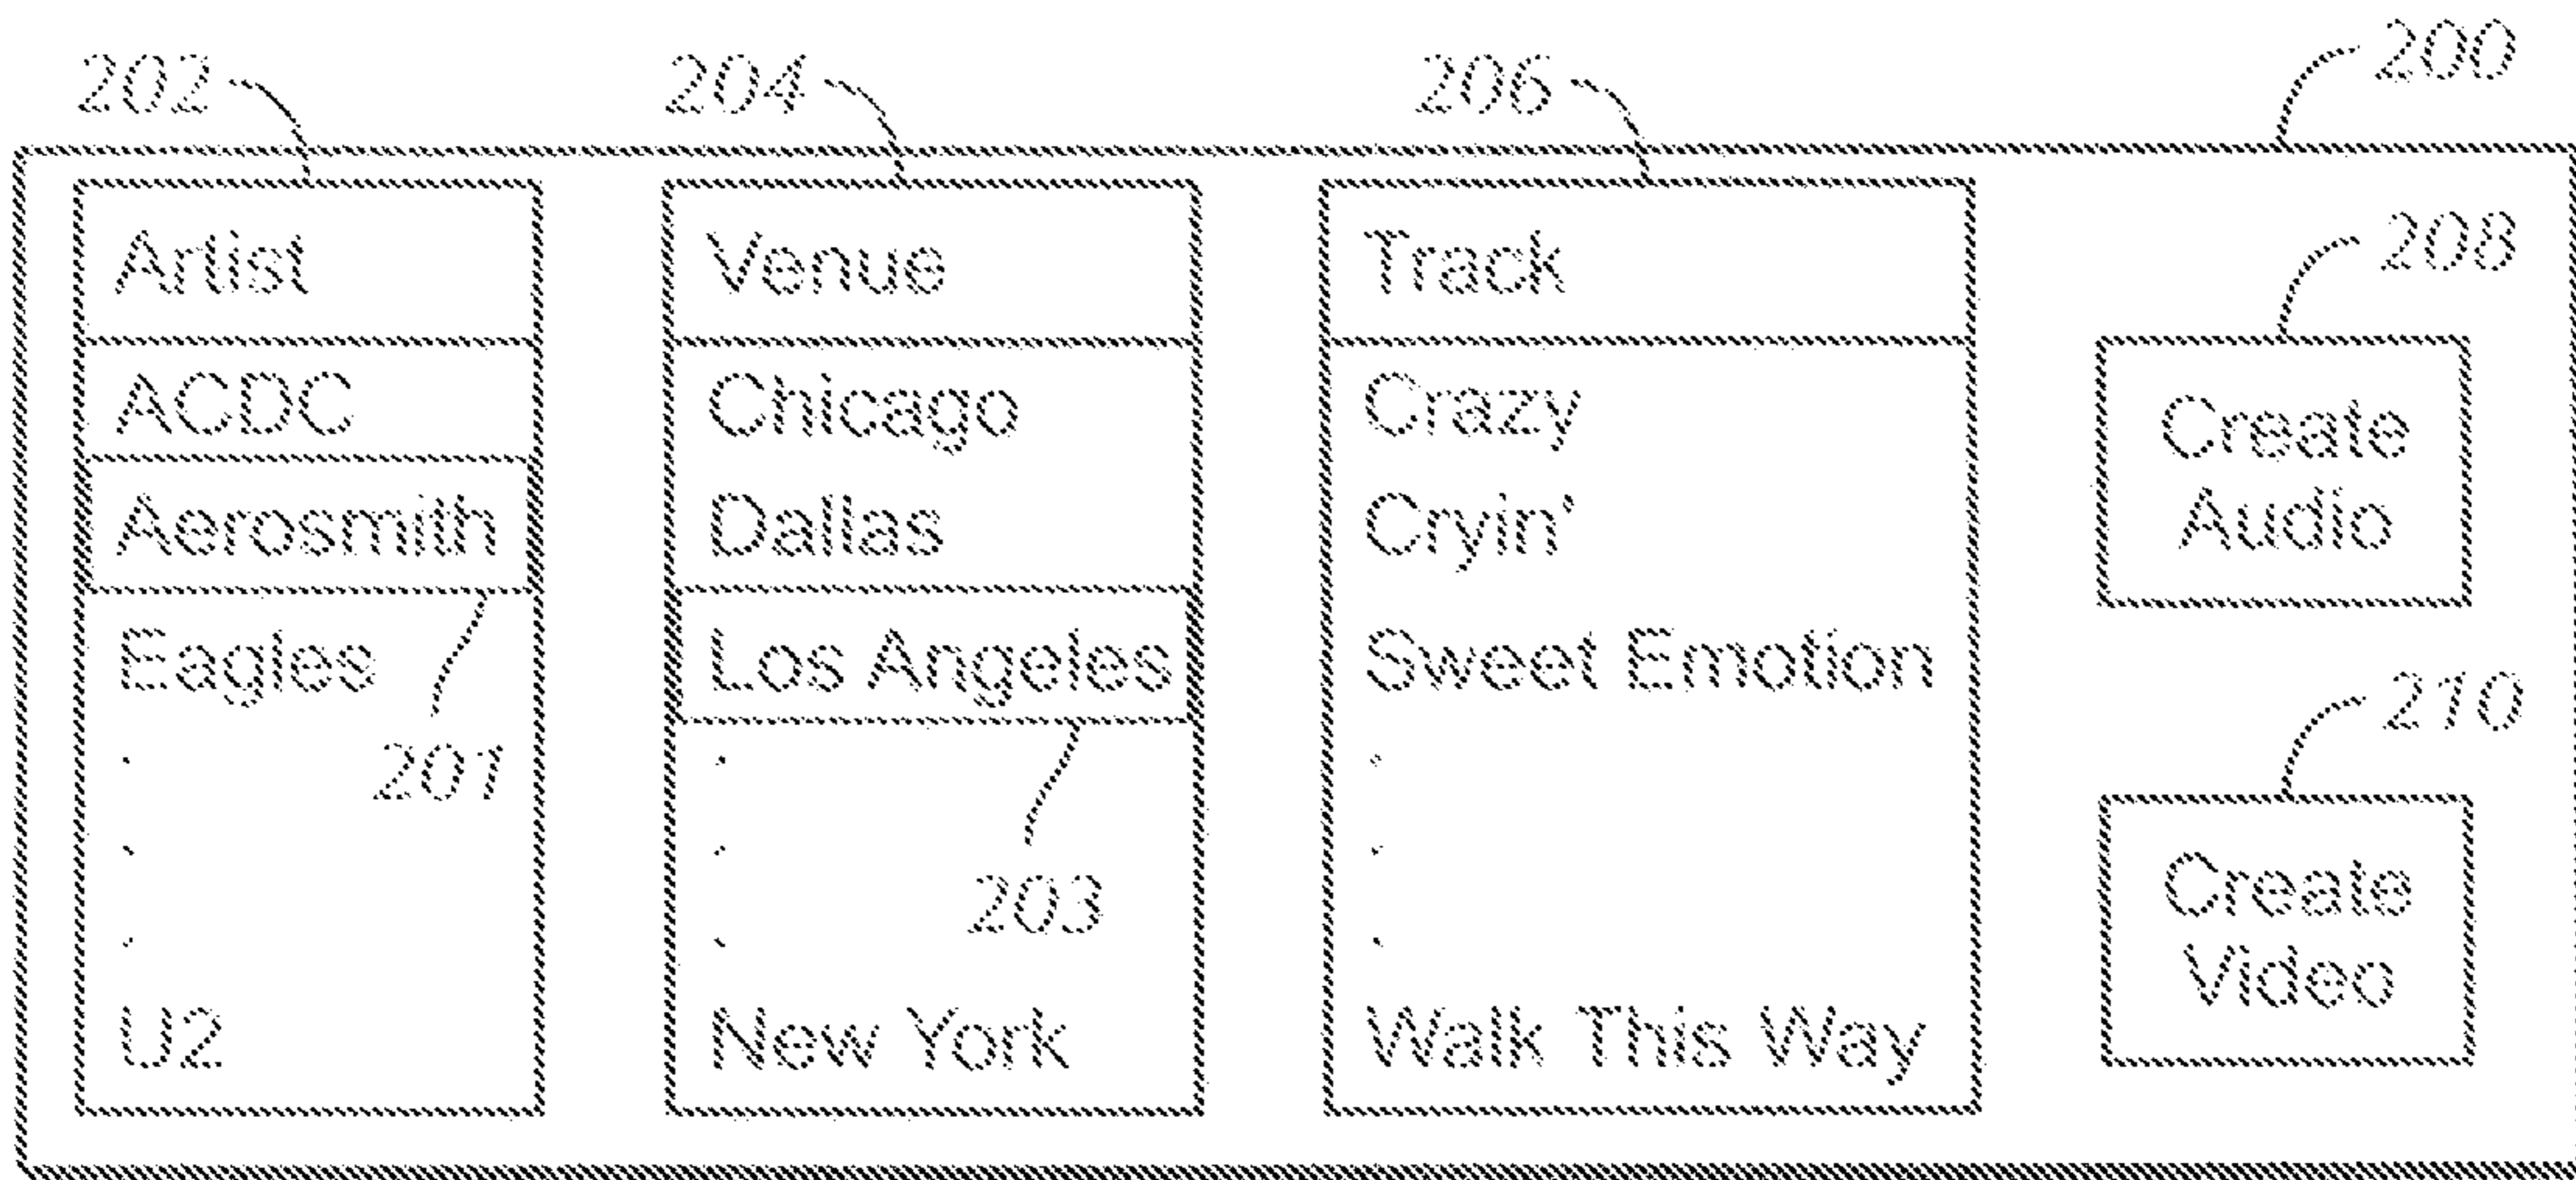 202
204
206
200
Artist
ACDC
Aerosmith
Eagles
.
.
.
U2
201
Venue
Chicago
Dallas
Los Angeles
.
.
.
New York
203
Track
Crazy
Cryin'
Sweet Emotion
.
.
.
Walk This Way
208
Create
Audio
210
Create
Video